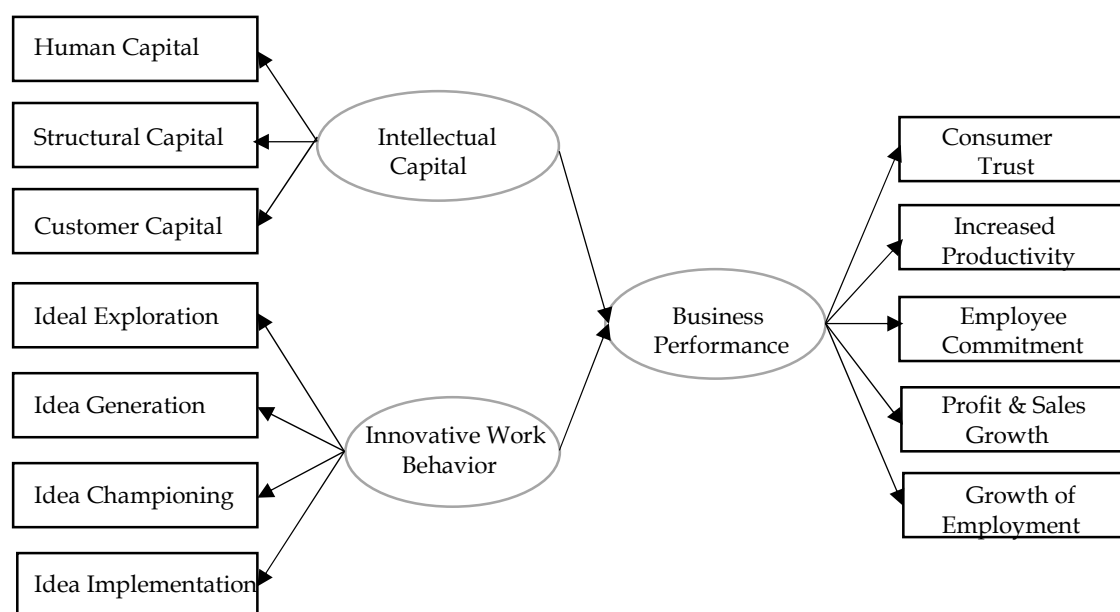 Human Capital
Structural Capital
Customer Capital
Ideal Exploration
Idea Generation
Idea Championing
Idea Implementation
Intellectual
Capital
Innovative Work
Behavior
Business
Performance
Consumer
Trust
Increased
Productivity
Employee
Commitment
Profit & Sales
Growth
Growth of
Employment